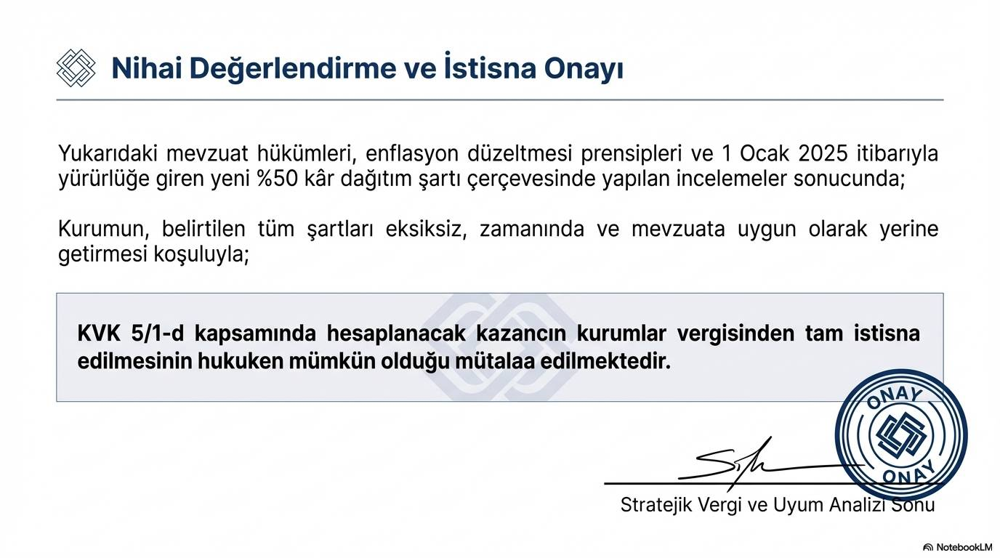 Nihai Değerlendirme ve İstisna Onayı
Yukarıdaki mevzuat hükümleri, enflasyon düzeltmesi prensipleri ve 1 Ocak 2025 itibarıyla
yürürlüğe giren yeni %50 kâr dağıtım şartı çerçevesinde yapılan incelemeler sonucunda;
Kurumun, belirtilen tüm şartları eksiksiz, zamanında ve mevzuata uygun olarak yerine
getirmesi koşuluyla;
KVK 5/1-d kapsamında hesaplanacak kazancın kurumlar vergisinden tam istisna
edilmesinin hukuken mümkün olduğu mütalaa edilmektedir.
ONAY
ONAY
Stratejik Vergi ve Uyum Analizi Sonu
NotebookLM